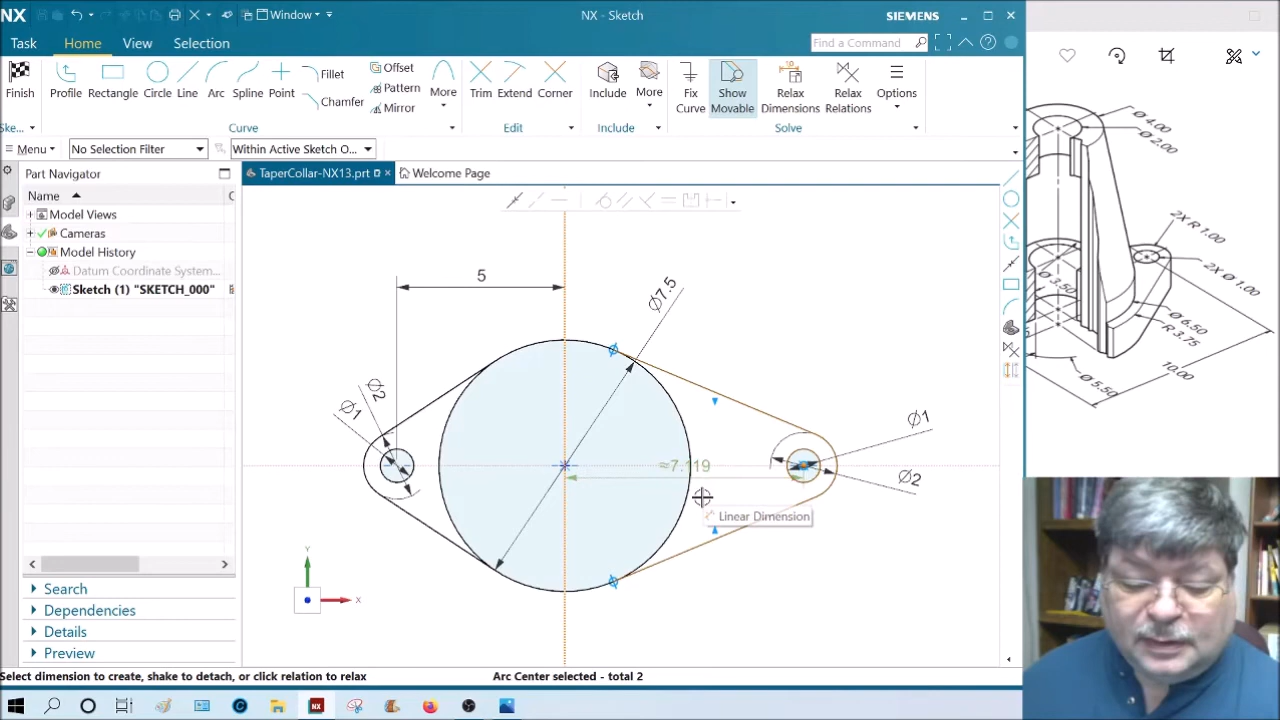 NX
Window
NX - Sketch
SIEMENS
Task
Home
View
Selection
Find a Command
Finish
Profile
Rectangle
Circle
Line
Arc
Spline
Point
Fillet
Chamfer
Offset
Pattern
Mirror
More
Trim
Extend
Corner
Include
More
Fix
Curve
Show
Movable
Relax
Dimensions
Relax
Relations
Options
Ske...
Curve
Edit
Include
Solve
Menu
No Selection Filter
Within Active Sketch O...
Part Navigator
TaperCollar-NX13.prt
Welcome Page
Name
C
Model Views
Cameras
Model History
Datum Coordinate System...
Sketch (1) "SKETCH_000"
Search
Dependencies
Details
Preview
5
Ø7.5
Ø2
Ø1
≈7.119
Linear Dimension
Ø1
Ø2
Y
X
Ø 4.00
Ø 2.00
2X R 1.00
2X Ø 1.00
Ø 3.50
Ø 6.50
R 3.75
10.00
Ø 5.50
Select dimension to create, shake to detach, or click relation to relax
Arc Center selected - total 2